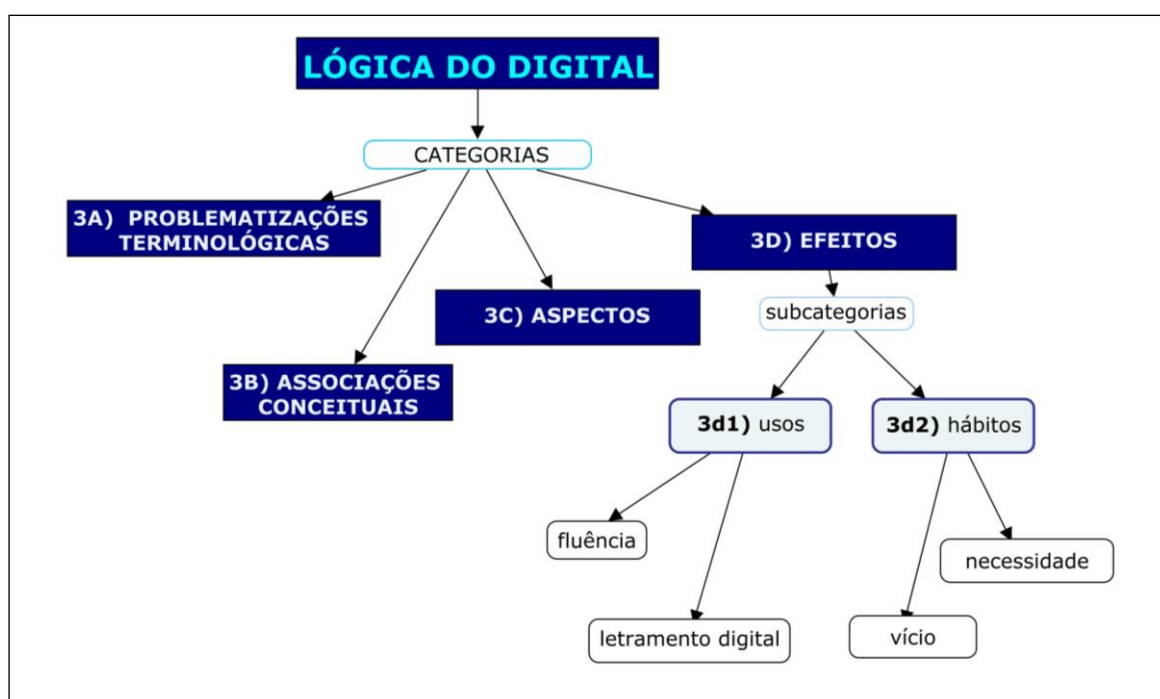 LÓGICA DO DIGITAL
CATEGORIAS
3A) PROBLEMATIZAÇÕES
TERMINOLÓGICAS
3B) ASSOCIAÇÕES
CONCEITUAIS
3C) ASPECTOS
3D) EFEITOS
subcategorias
3d1) usos
3d2) hábitos
fluência
letramento digital
vício
necessidade